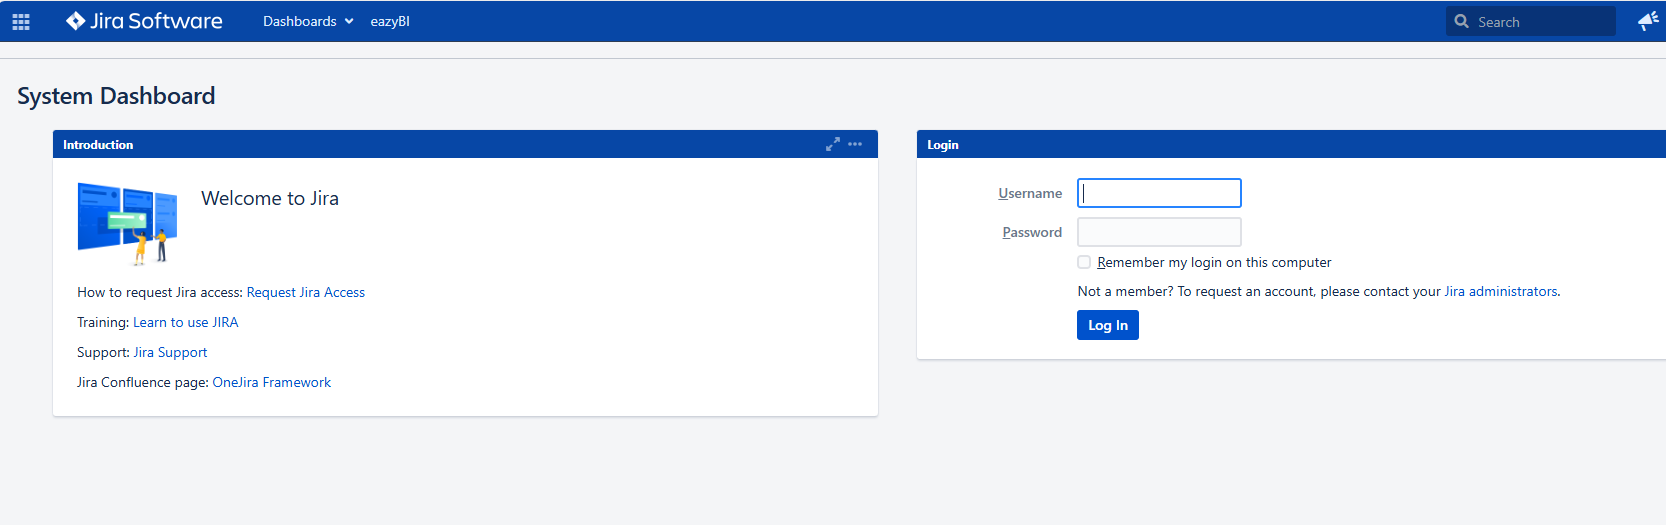 Jira Software Dashboards eazyBI Search
System Dashboard
Introduction
Welcome to Jira
How to request Jira access: Request Jira Access
Training: Learn to use JIRA
Support: Jira Support
Jira Confluence page: OneJira Framework
Login
Username
Password
Remember my login on this computer
Not a member? To request an account, please contact your Jira administrators.
Log In